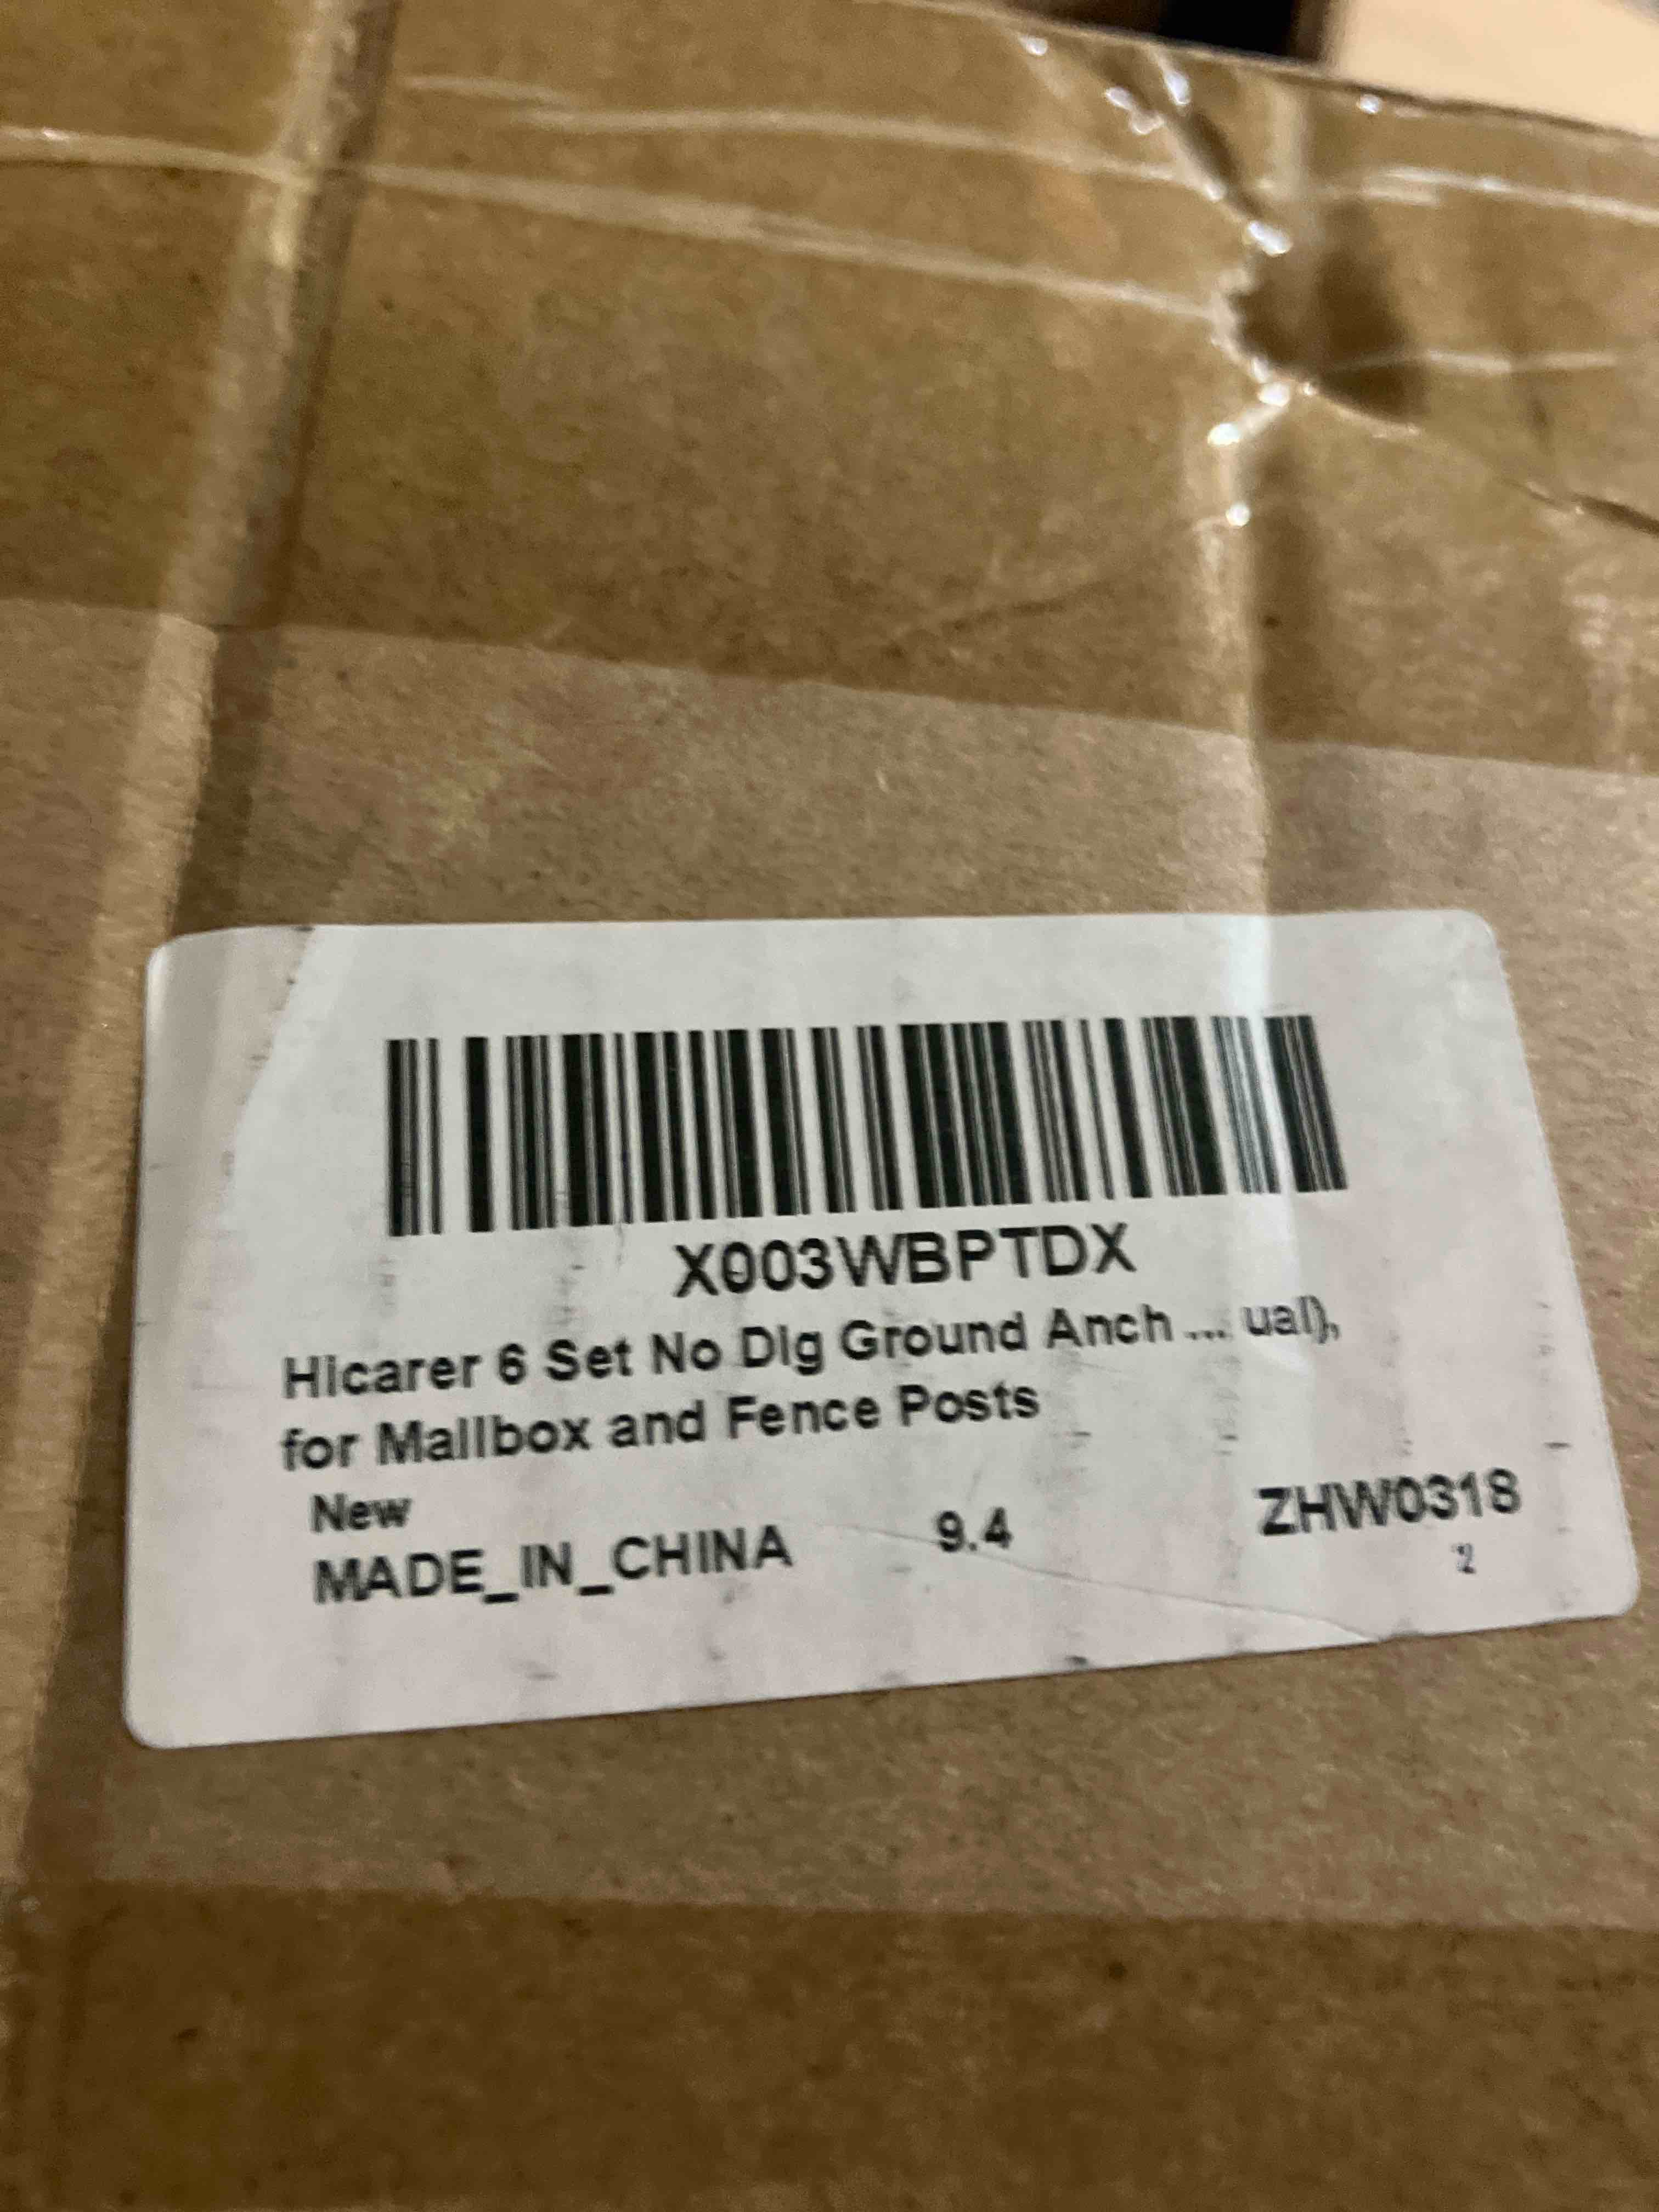 X003WBPTDX
Hicarer 6 Set No Dig Ground Anch ... ual),
for Mailbox and Fence Posts
New
MADE_IN_CHINA 9.4 ZHW0318
2